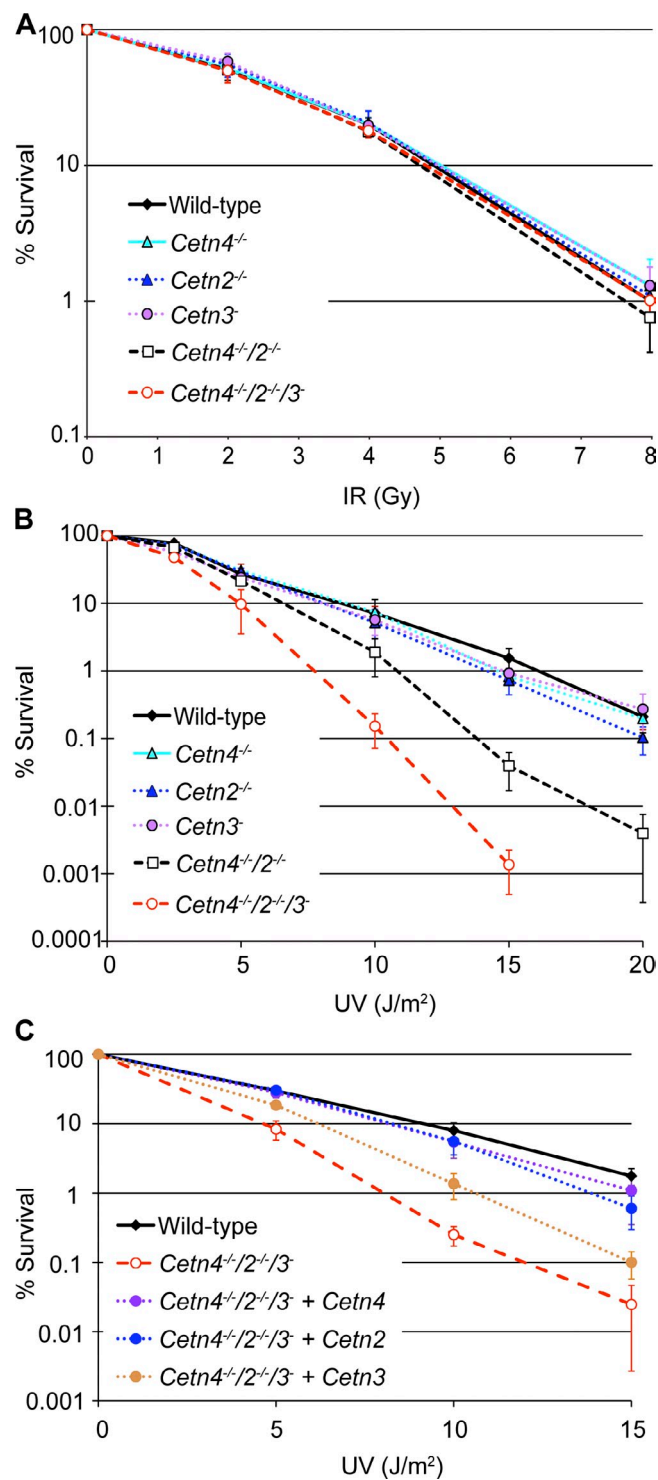 A
100
10
1
0.1
% Survival
Wild-type
Cetn4-/-
Cetn2-/-
Cetn3-
Cetn4-/-/2-/-
Cetn4-/-/2-/-/3-
0 1 2 3 4 5 6 7 8
IR (Gy)
B
100
10
1
0.1
0.01
0.001
0.0001
% Survival
Wild-type
Cetn4-/-
Cetn2-/-
Cetn3-
Cetn4-/-/2-/-
Cetn4-/-/2-/-/3-
0 5 10 15 20
UV (J/m²)
C
100
10
1
0.1
0.01
0.001
% Survival
Wild-type
Cetn4-/-/2-/-/3-
Cetn4-/-/2-/-/3- + Cetn4
Cetn4-/-/2-/-/3- + Cetn2
Cetn4-/-/2-/-/3- + Cetn3
0 5 10 15
UV (J/m²)